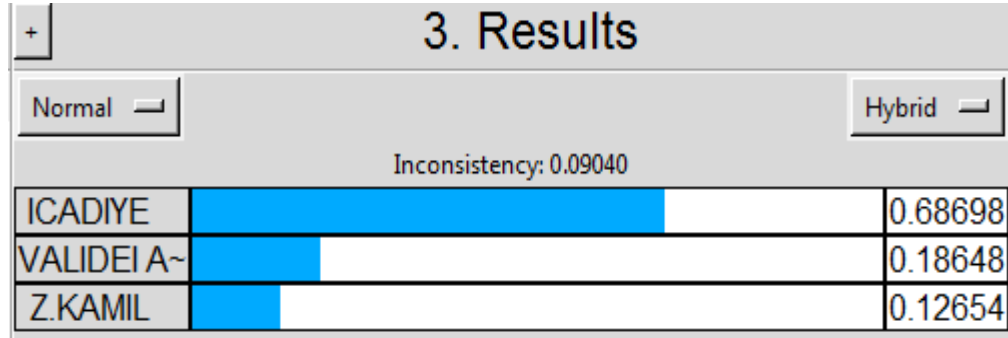 +
3. Results
Normal Hybrid
Inconsistency: 0.09040
ICADIYE 0.68698
VALIDEI A~ 0.18648
Z.KAMIL 0.12654